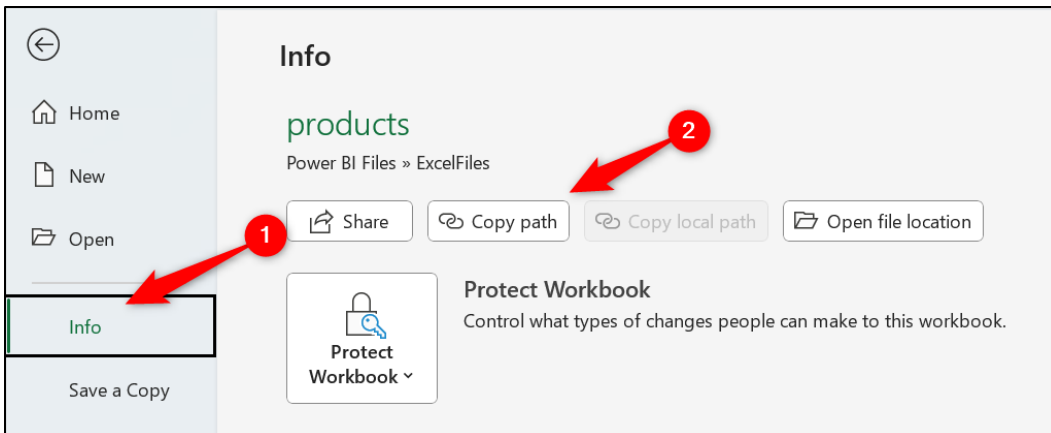 Info
Home
products
2
Power BI Files » ExcelFiles
New
Share
Copy path
Copy local path
Open file location
1
Open
Protect Workbook
Control what types of changes people can make to this workbook.
Info
Protect
Workbook
Save a Copy